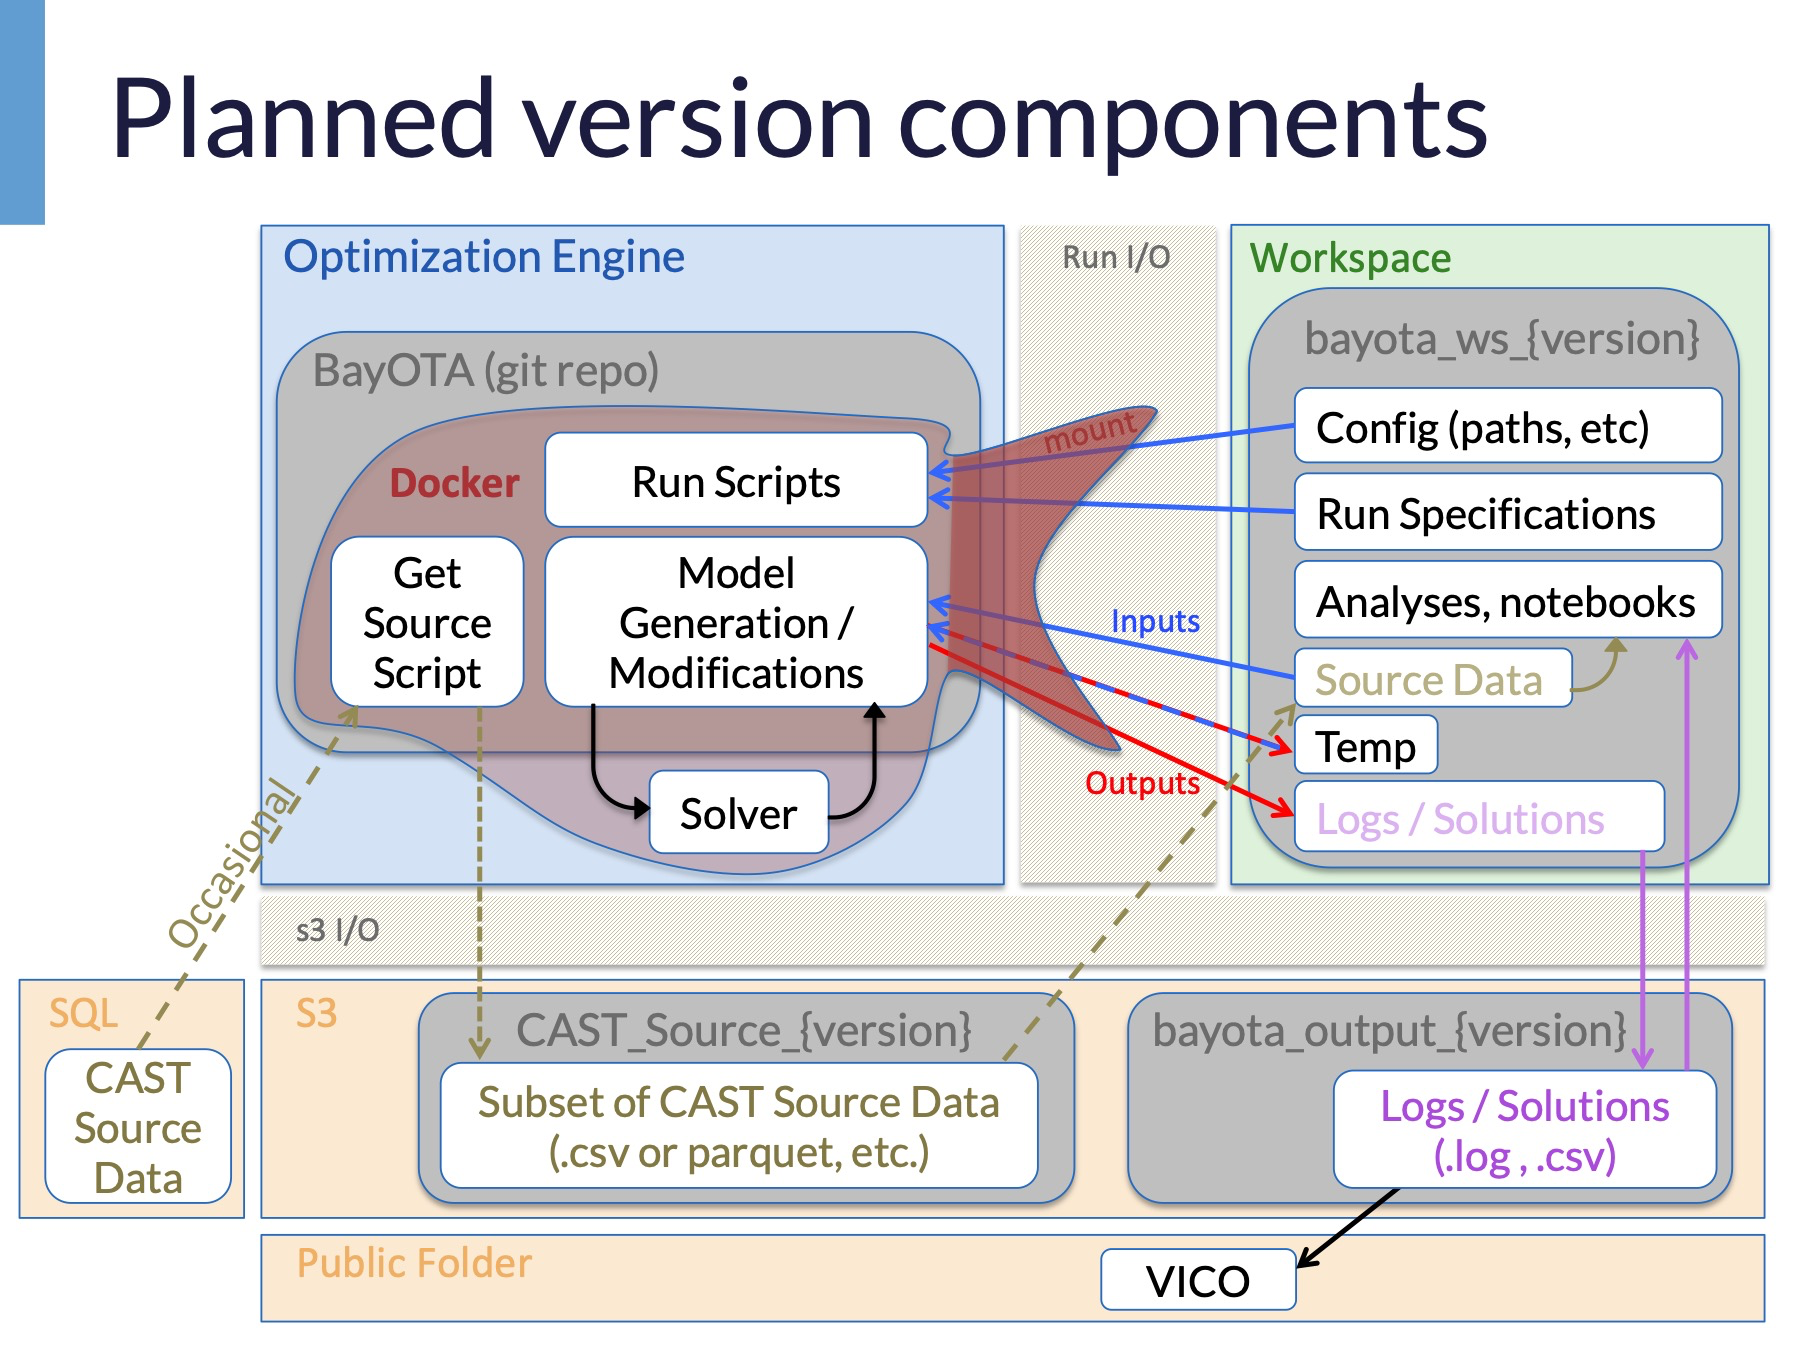 Planned version components
Optimization Engine
Run I/O
Workspace
BayOTA (git repo)
bayota_ws_{version}
mount
Config (paths, etc)
Docker
Run Scripts
Run Specifications
Get
Source
Script
Model
Generation /
Modifications
Inputs
Analyses, notebooks
Source Data
Temp
Outputs
Solver
Logs / Solutions
Occasional
s3 I/O
SQL
S3
CAST_Source_{version}
bayota_output_{version}
CAST
Source
Data
Subset of CAST Source Data
(.csv or parquet, etc.)
Logs / Solutions
(.log , .csv)
Public Folder
VICO